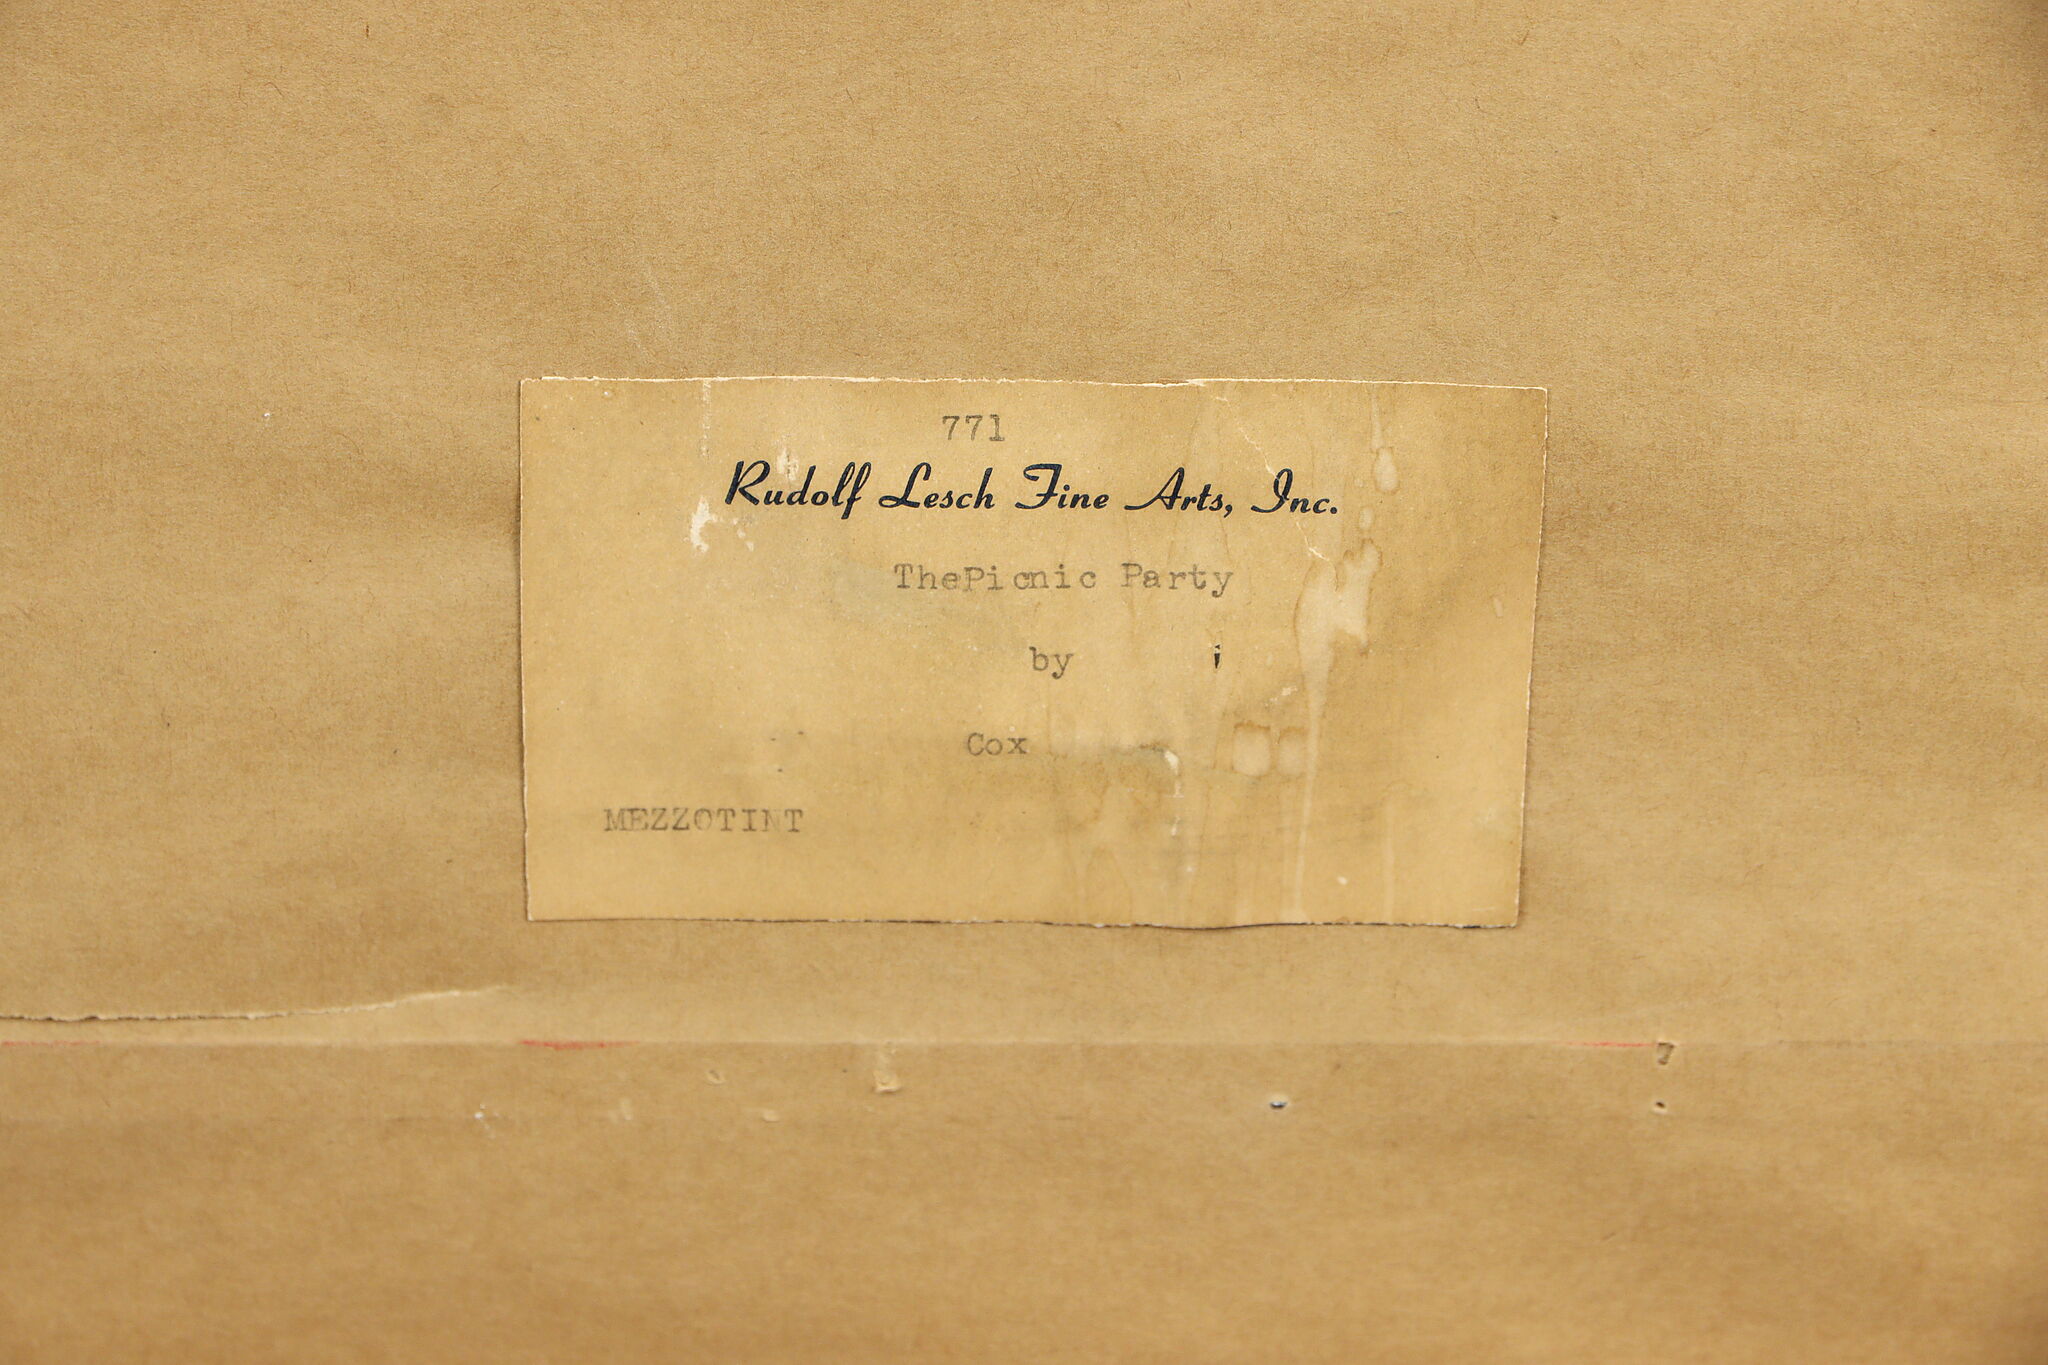 771
Rudolf Lesch Fine Arts, Inc.
ThePicnic Party
by
Cox
MEZZOTINT